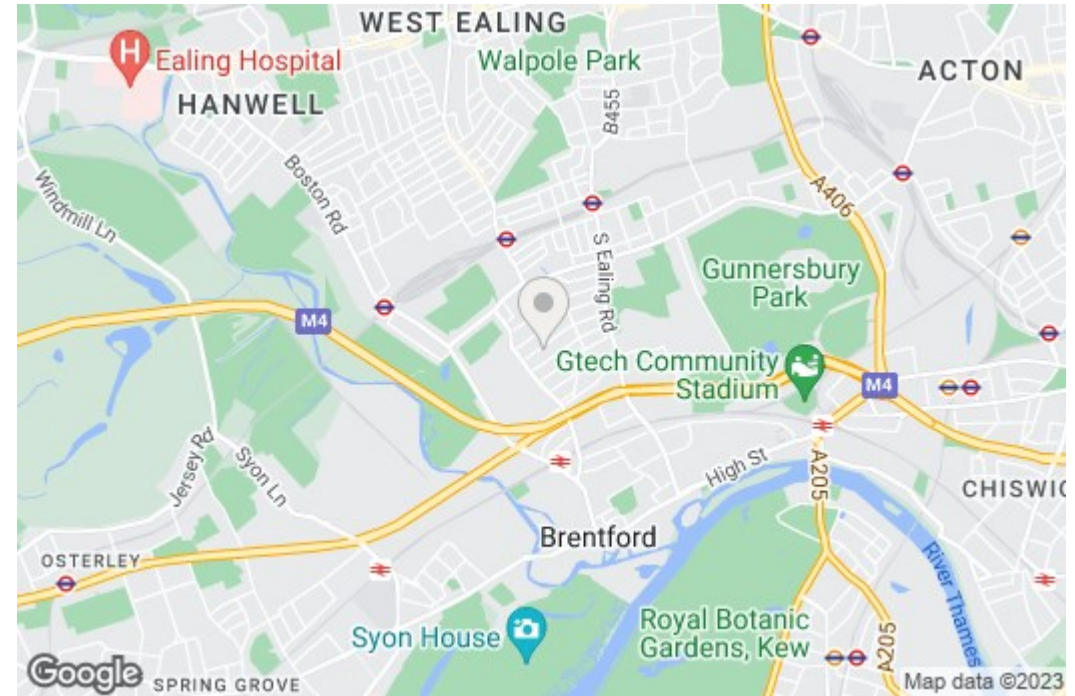 WEST EALING
Ealing Hospital
Walpole Park
ACTON
HANWELL
B455
Boston Rd
Windmill Ln
A406
S Ealing Rd
Gunnersbury
Park
M4
Gtech Community
Stadium
M4
Jersey Rd
Syon Ln
High St
A205
CHISWIC
Brentford
OSTERLEY
River Thames
Royal Botanic
Gardens, Kew
Syon House
A205
Google
SPRING GROVE
Map data ©2023
H